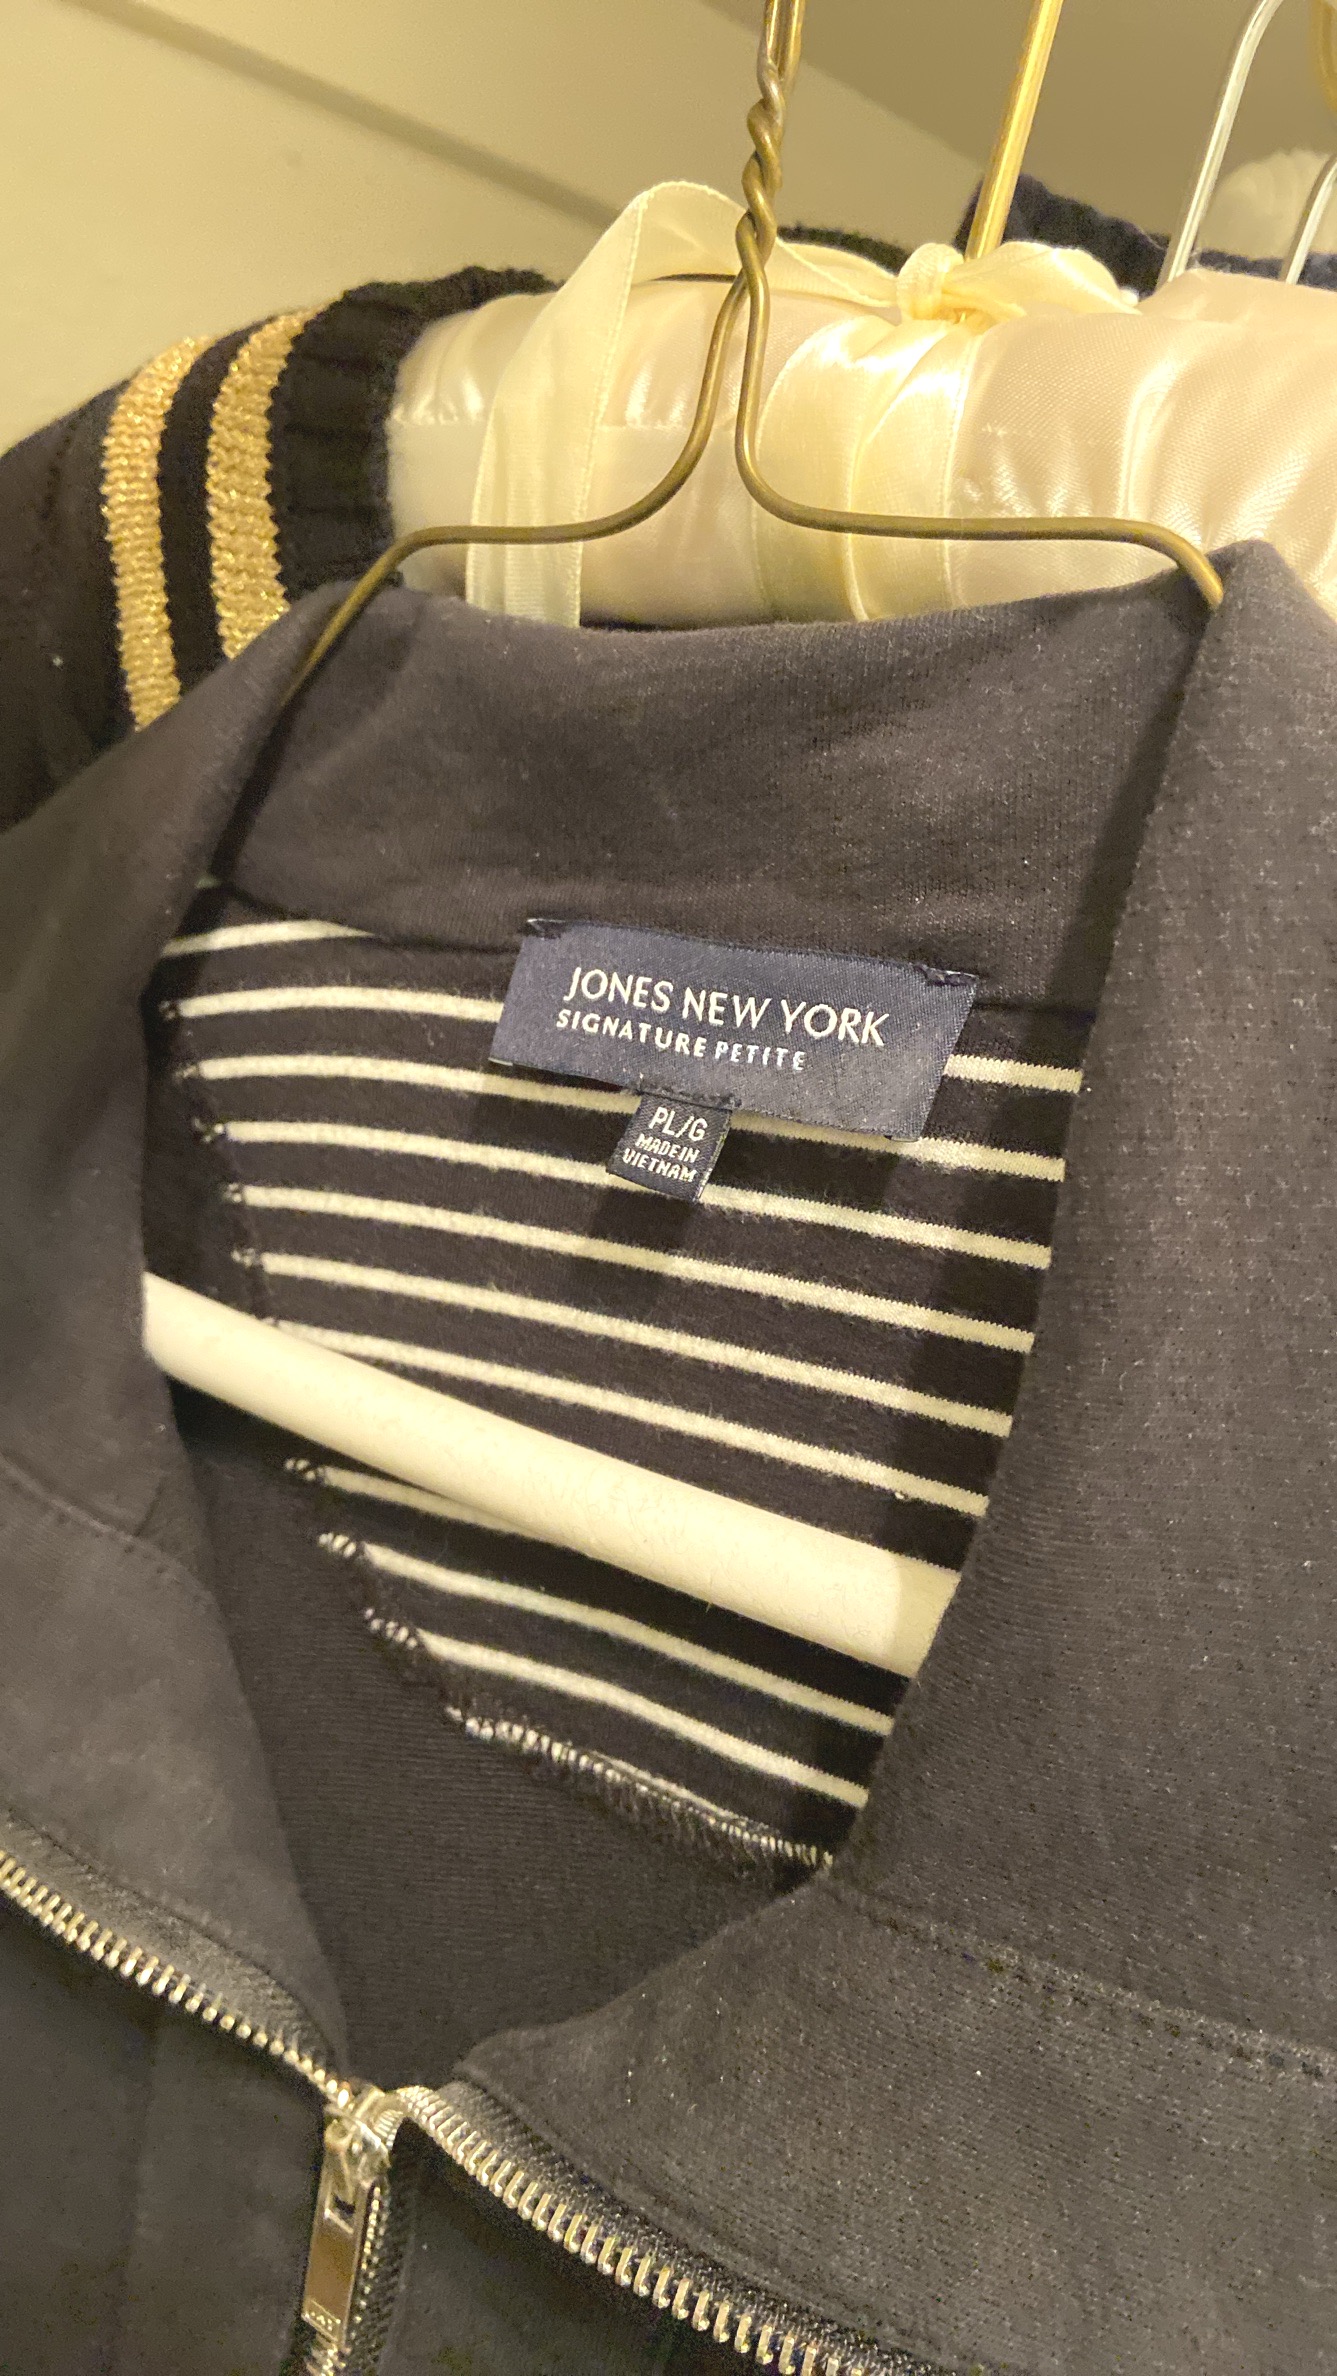 JONES NEW YORK
SIGNATURE PETITE
PL/G
MADE IN
VIETNAM